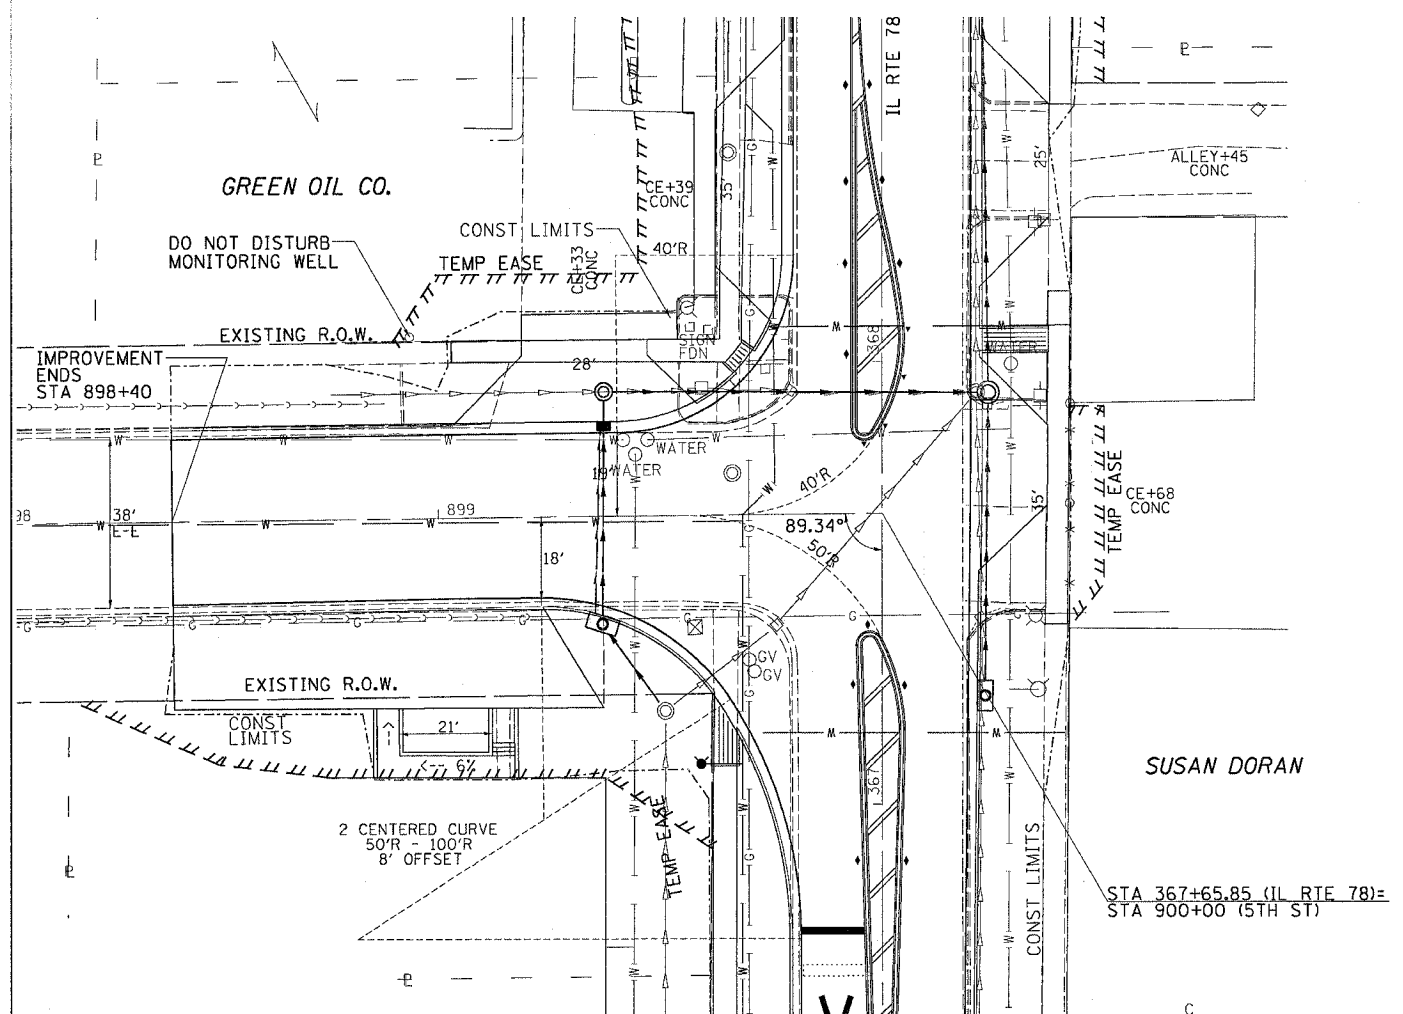 IL RTE 78
ALLEY+45
CONC
25'
35'
GREEN OIL CO.
CE+39
CONC
CONST LIMITS
40'R
DO NOT DISTURB
MONITORING WELL
TEMP EASE
CE+33
CONC
EXISTING R.O.W.
SIGN
FDN
WATER
368
IMPROVEMENT
ENDS
STA 898+40
28'
WATER
WATER
19'
40'R
TEMP EASE
CE+68
CONC
35'
98
38'
E-E
899
89.34°
50'R
18'
GV
GV
EXISTING R.O.W.
CONST
LIMITS
21'
<-- 6%
367
SUSAN DORAN
TEMP EASE
2 CENTERED CURVE
50'R - 100'R
8' OFFSET
CONST LIMITS
STA 367+65.85 (IL RTE 78)=
STA 900+00 (5TH ST)